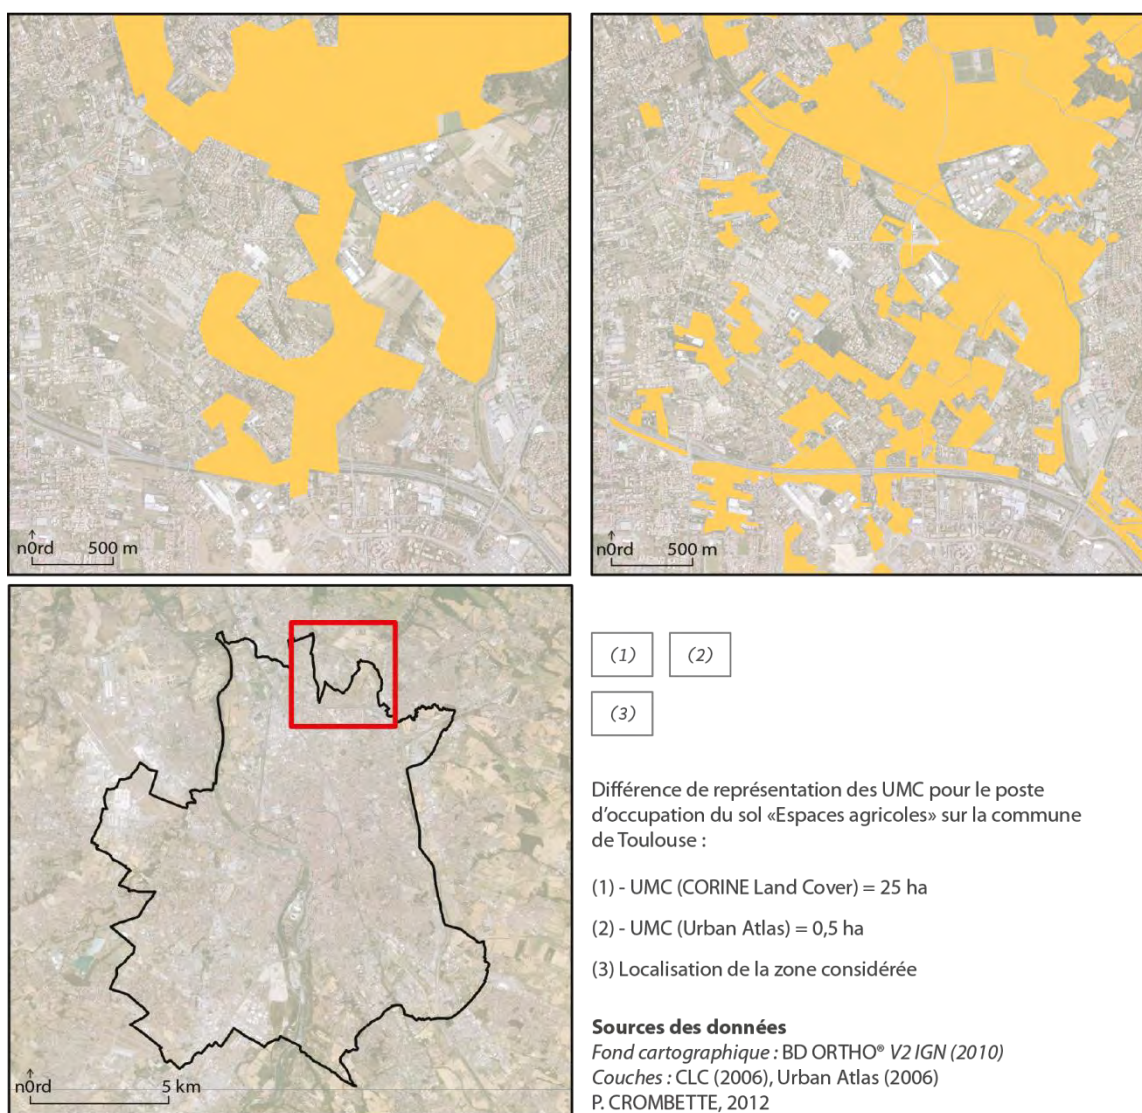 n0rd
500 m
n0rd
500 m
n0rd
5 km
(1)
(2)
(3)
Différence de représentation des UMC pour le poste
d'occupation du sol «Espaces agricoles» sur la commune
de Toulouse :
(1) - UMC (CORINE Land Cover) = 25 ha
(2) - UMC (Urban Atlas) = 0,5 ha
(3) Localisation de la zone considérée
Sources des données
Fond cartographique : BD ORTHO® V2 IGN (2010)
Couches : CLC (2006), Urban Atlas (2006)
P. CROMBETTE, 2012